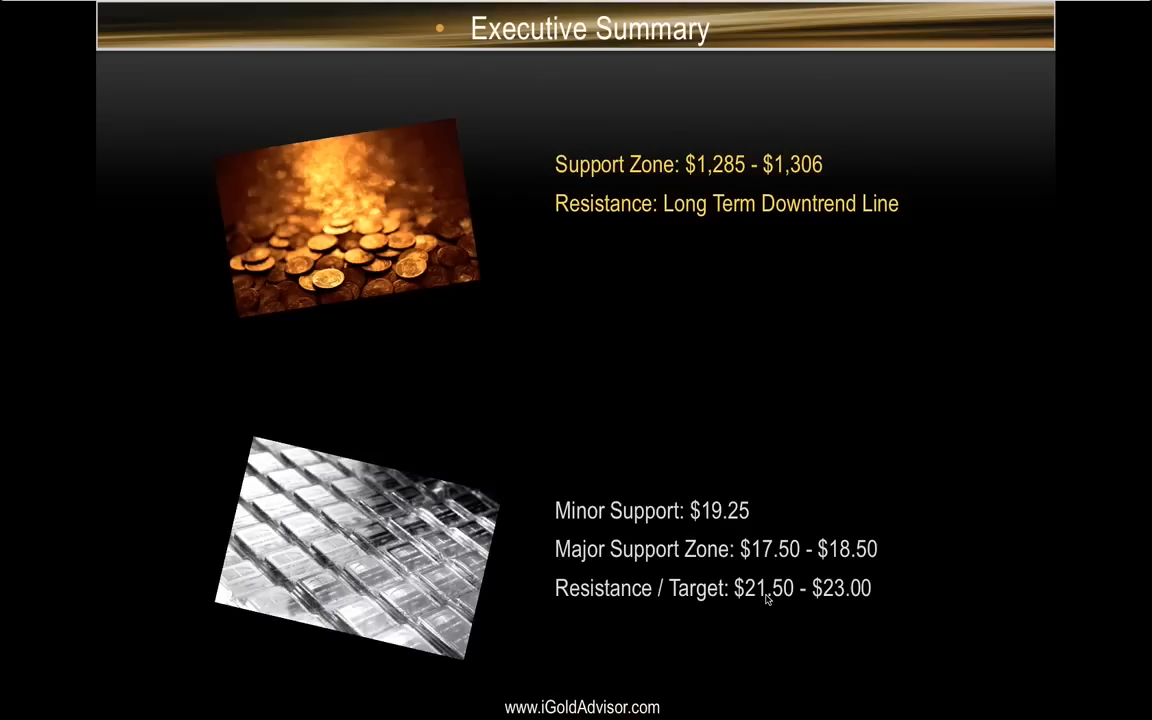 • Executive Summary
Support Zone: $1,285 - $1,306
Resistance: Long Term Downtrend Line
Minor Support: $19.25
Major Support Zone: $17.50 - $18.50
Resistance / Target: $21.50 - $23.00
www.iGoldAdvisor.com